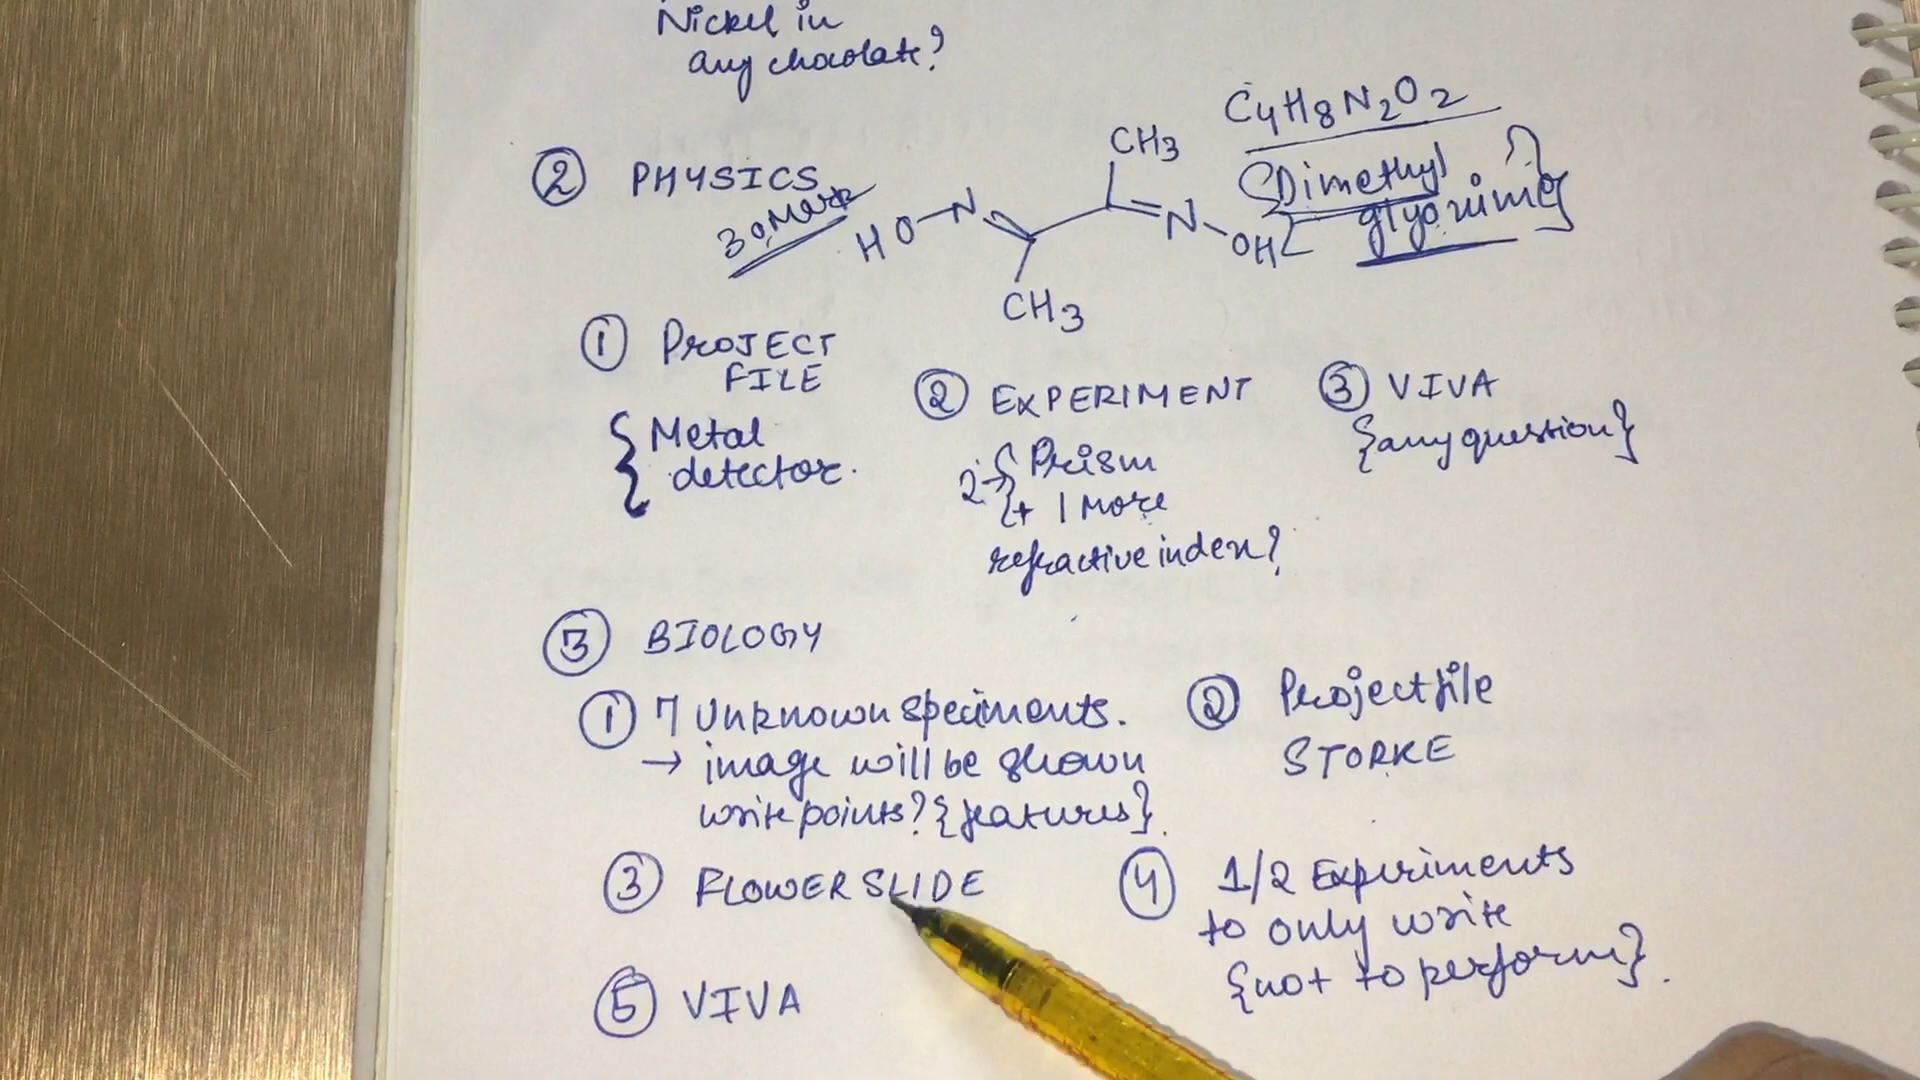 Nickel in
any chocolate?
C4H8N2O2
CH3
{Dimethyl
glyoxime}
② PHYSICS
30 Mark
HO-N
N-OH
CH3
① PROJECT
FILE
{Metal
detector.
② EXPERIMENT
2→{Prism
+ 1 more
refractive index?
③ VIVA
{any question}
③ BIOLOGY
① 7 Unknown speciments.
→ image will be shown
write points? {features}.
② Project file
STORKE
③ FLOWER SLIDE
④ 1/2 Experiments
to only write
{not to perform}.
⑤ VIVA